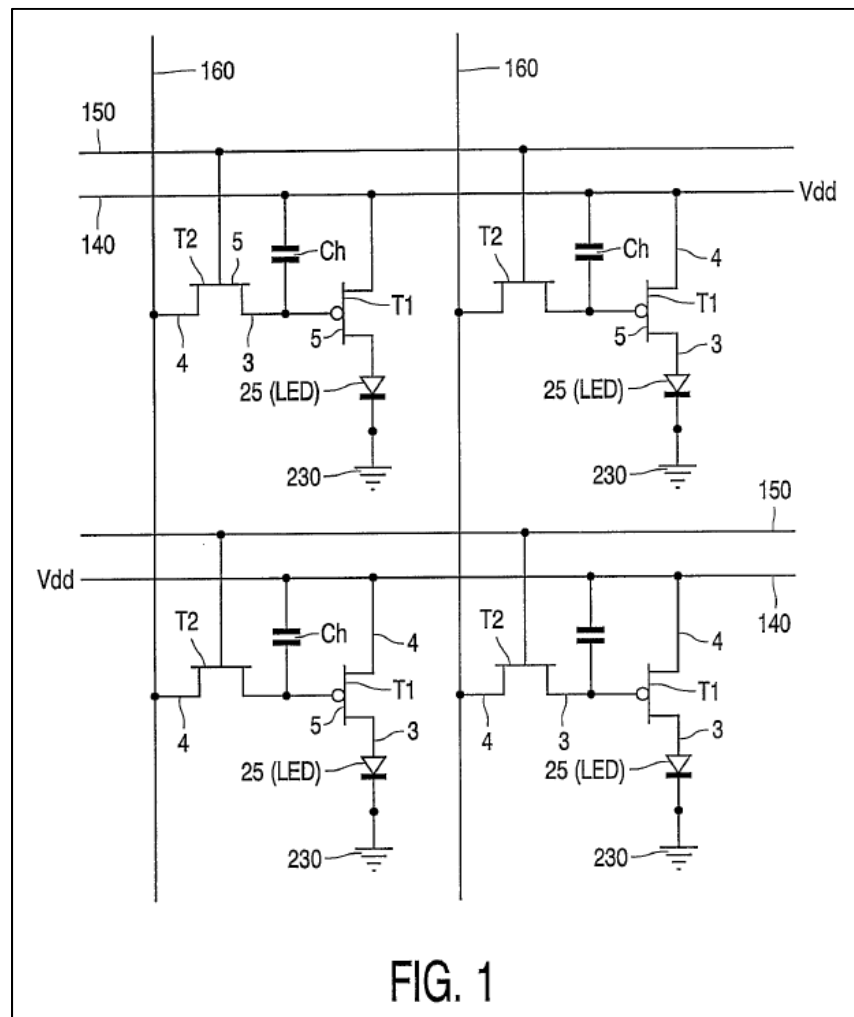 160 160
150
Vdd
140
T2 5 Ch T2 Ch 4
T1 T1
4 3 5 5 3
25 (LED) 25 (LED)
230 230
150
Vdd
140
T2 Ch 4 T2 4
T1 T1
4 5 3 4 3 3
25 (LED) 25 (LED)
230 230
FIG. 1